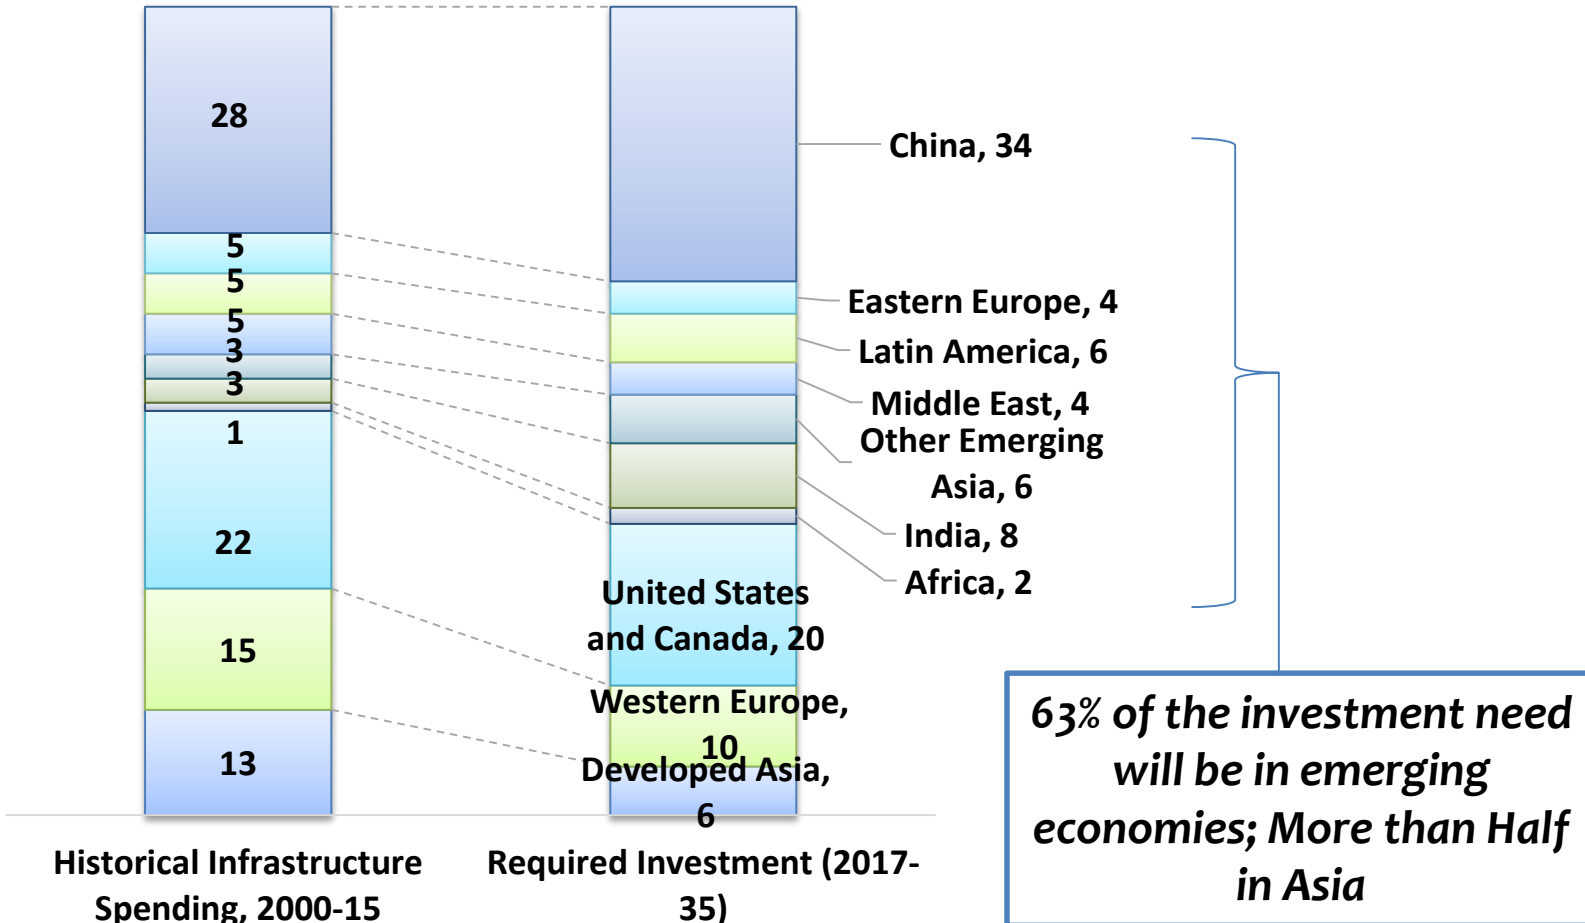 28
5
5
5
3
3
1
22
15
13
China, 34
Eastern Europe, 4
Latin America, 6
Middle East, 4
Other Emerging
Asia, 6
India, 8
Africa, 2
United States
and Canada, 20
Western Europe,
10
Developed Asia,
6
Historical Infrastructure
Spending, 2000-15
Required Investment (2017-
35)
63% of the investment need
will be in emerging
economies; More than Half
in Asia